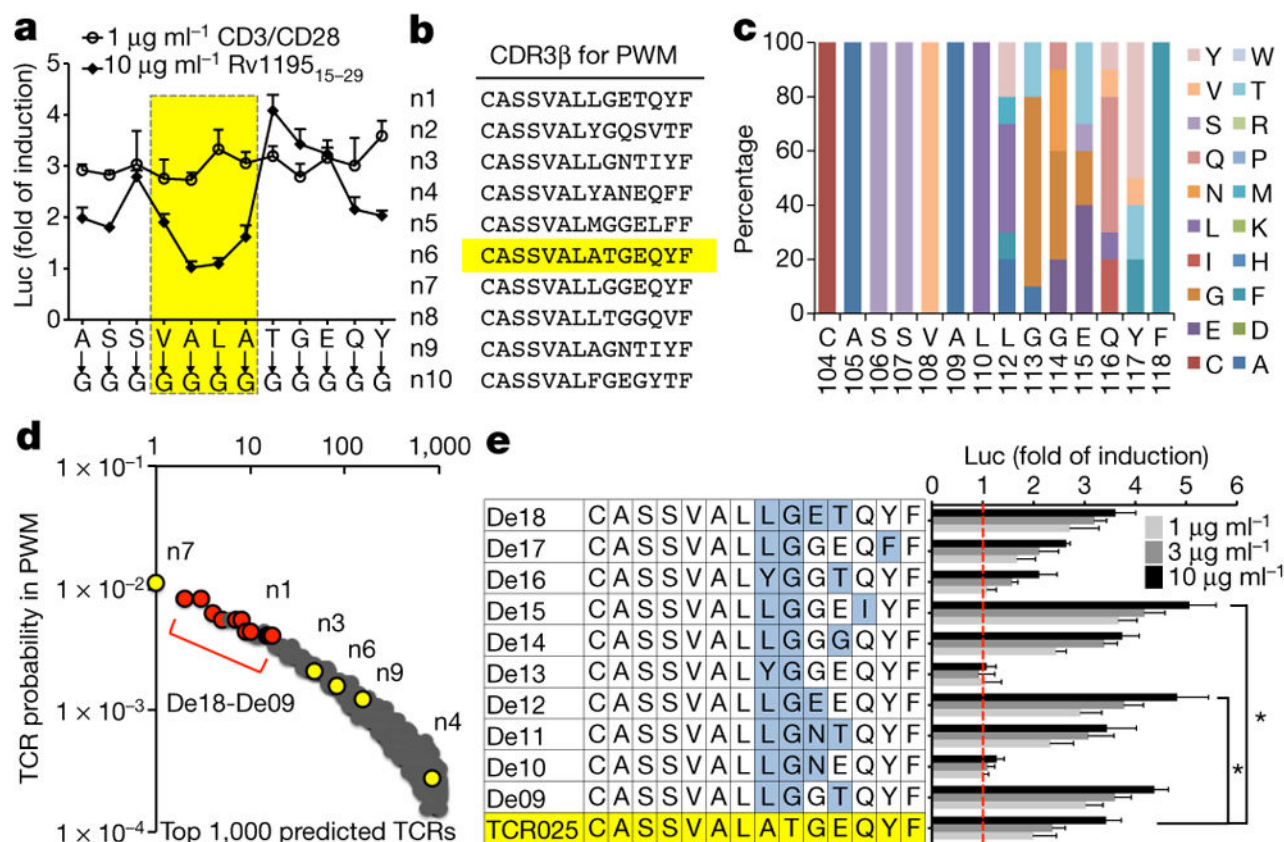 a
1 µg ml⁻¹ CD3/CD28
10 µg ml⁻¹ Rv1195₁₅₋₂₉
Luc (fold of induction)
5
4
3
2
1
0
A S S V A L A T G E Q Y
G G G G G G G G G G G G
b
CDR3β for PWM
n1 CASSVALLGETQYF
n2 CASSVALYGQSVTF
n3 CASSVALLGNTIYF
n4 CASSVALYANEQFF
n5 CASSVALMGGELFF
n6 CASSVALATGEQYF
n7 CASSVALLGGEQYF
n8 CASSVALLTGGQVF
n9 CASSVALAGNTIYF
n10 CASSVALFGEGYTF
c
Percentage
100
80
60
40
20
0
C A S S V A L L G G E Q Y F
104 105 106 107 108 109 110 112 113 114 115 116 117 118
Y W
V T
S R
Q P
N M
L K
I H
G F
E D
C A
d
1 10 100 1,000
TCR probability in PWM
1 × 10⁻¹
1 × 10⁻²
1 × 10⁻³
1 × 10⁻⁴
n7
n1
n3
n6
n9
n4
De18-De09
Top 1,000 predicted TCRs
e
Luc (fold of induction)
0 1 2 3 4 5 6
De18 C A S S V A L L G E T Q Y F
De17 C A S S V A L L G G E Q F F
De16 C A S S V A L Y G G T Q Y F
De15 C A S S V A L L G G E I Y F
De14 C A S S V A L L G G G Q Y F
De13 C A S S V A L Y G G E Q Y F
De12 C A S S V A L L G E E Q Y F
De11 C A S S V A L L G N T Q Y F
De10 C A S S V A L L G N E Q Y F
De09 C A S S V A L L G G T Q Y F
TCR025 C A S S V A L A T G E Q Y F
1 µg ml⁻¹
3 µg ml⁻¹
10 µg ml⁻¹
*
*